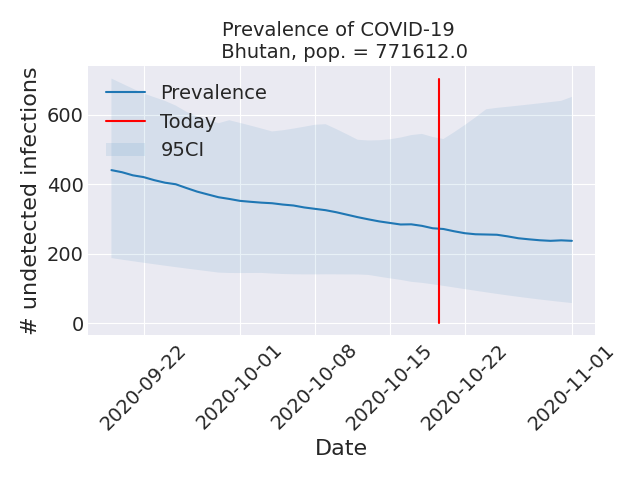 Prevalence of COVID-19
Bhutan, pop. = 771612.0
# undetected infections
600
400
200
0
Prevalence
Today
95CI
2020-09-22
2020-10-01
2020-10-08
2020-10-15
2020-10-22
2020-11-01
Date